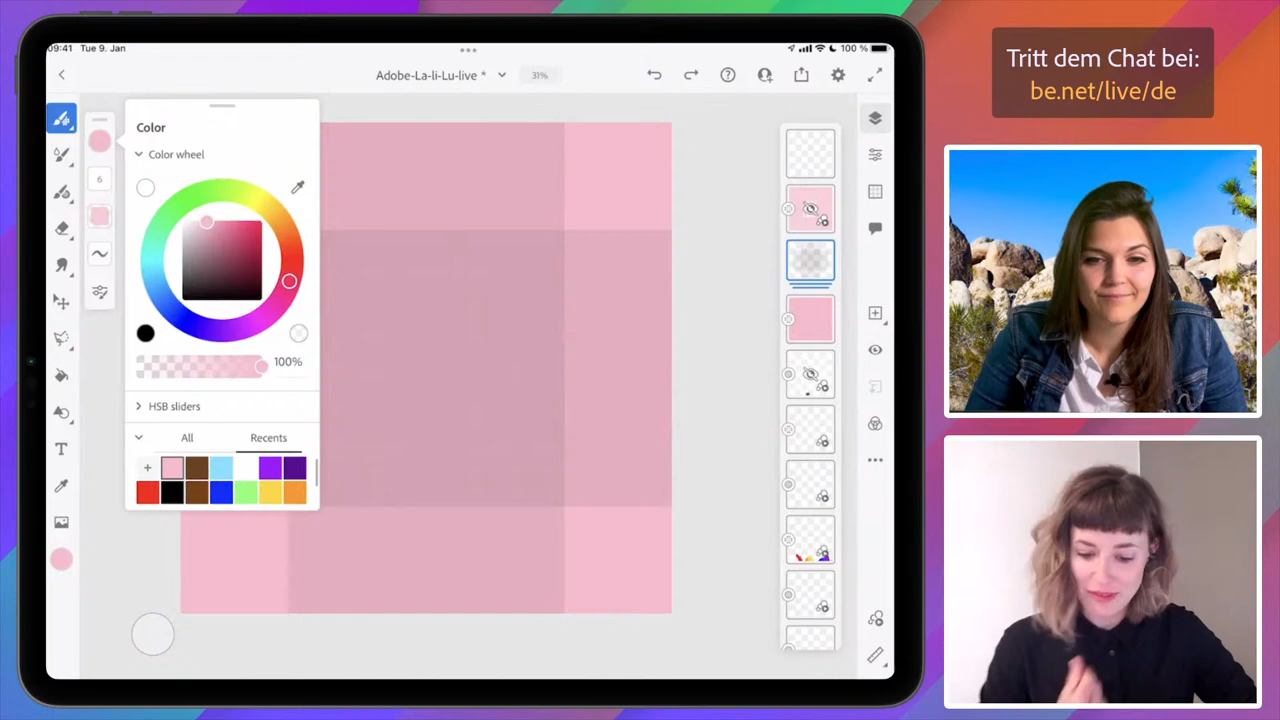 09:41 Tue 9. Jan
100 %
Adobe-La-li-Lu-live *
31%
Tritt dem Chat bei:
be.net/live/de
Color
Color wheel
6
100%
HSB sliders
All
Recents
T